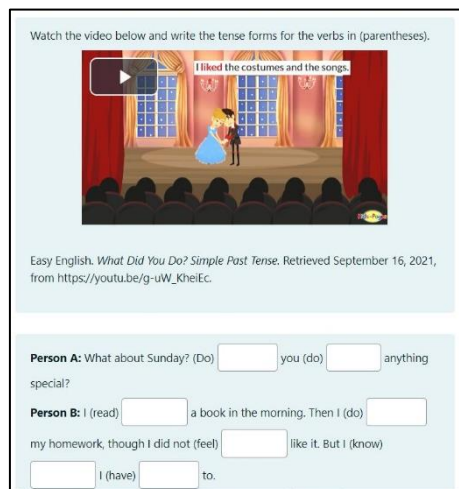 Watch the video below and write the tense forms for the verbs in (parentheses).
I liked the costumes and the songs.
Easy English. What Did You Do? Simple Past Tense. Retrieved September 16, 2021,
from https://youtu.be/g-uW_KheiEc.
Person A: What about Sunday? (Do) you (do) anything
special?
Person B: I (read) a book in the morning. Then I (do)
my homework, though I did not (feel) like it. But I (know)
I (have) to.